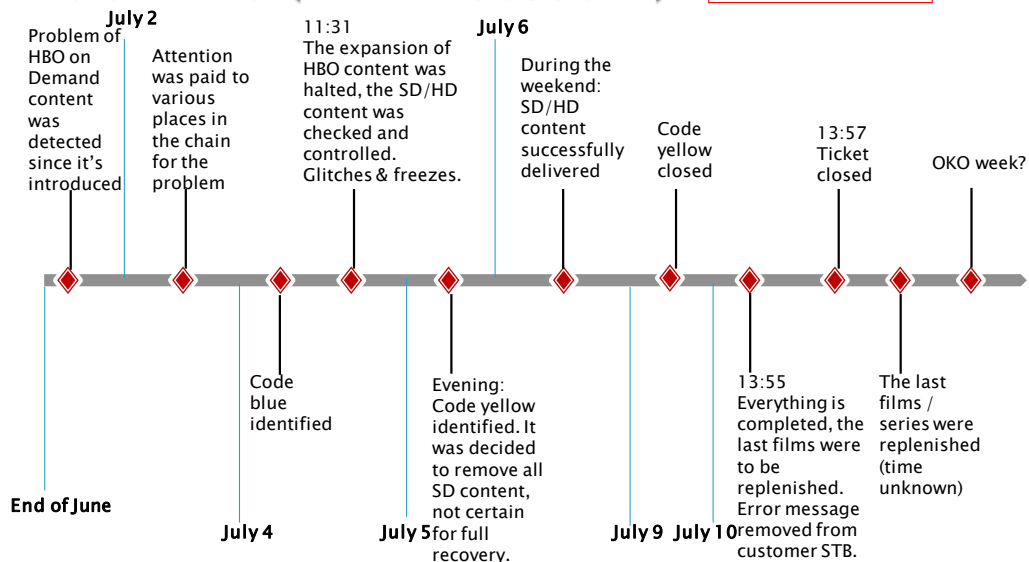 July 2
Problem of
HBO on
Demand
content
was
detected
since it's
introduced
Attention
was paid to
various
places in
the chain
for the
problem
11:31
The expansion of
HBO content was
halted, the SD/HD
content was
checked and
controlled.
Glitches & freezes.
July 6
During the
weekend:
SD/HD
content
successfully
delivered
Code
yellow
closed
13:57
Ticket
closed
OKO week?
End of June
July 4
Code
blue
identified
July 5
Evening:
Code yellow
identified. It
was decided
to remove all
SD content,
not certain
for full
recovery.
July 9
July 10
13:55
Everything is
completed, the
last films were
to be
replenished.
Error message
removed from
customer STB.
The last
films /
series were
replenished
(time
unknown)